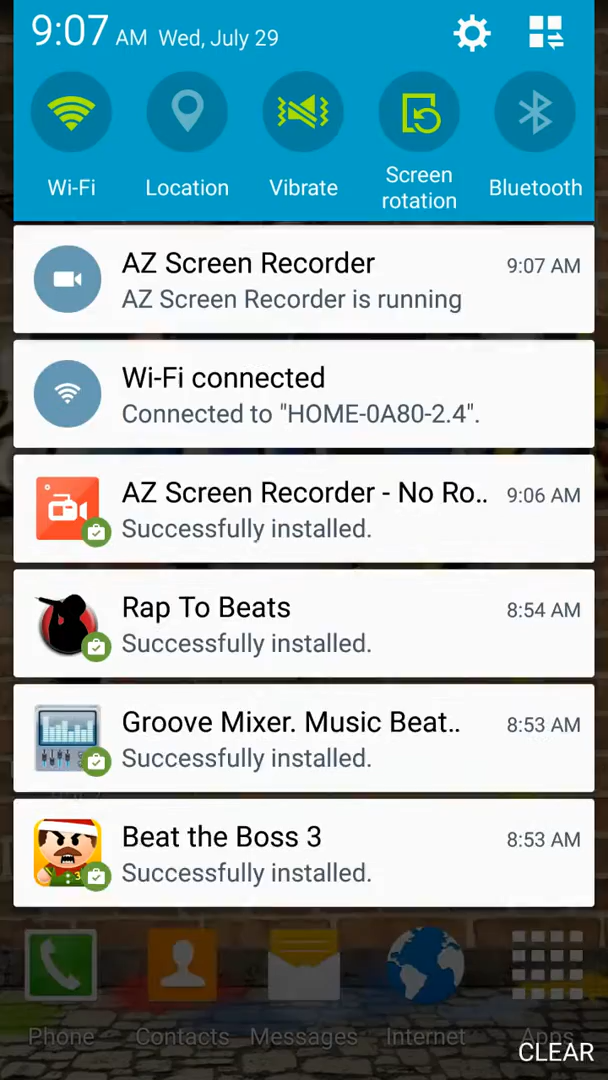 9:07 AM Wed, July 29
Wi-Fi
Location
Vibrate
Screen rotation
Bluetooth
AZ Screen Recorder 9:07 AM
AZ Screen Recorder is running
Wi-Fi connected
Connected to "HOME-0A80-2.4".
AZ Screen Recorder - No Ro.. 9:06 AM
Successfully installed.
Rap To Beats 8:54 AM
Successfully installed.
Groove Mixer. Music Beat.. 8:53 AM
Successfully installed.
Beat the Boss 3 8:53 AM
Successfully installed.
Phone Contacts Messages Internet Apps
CLEAR